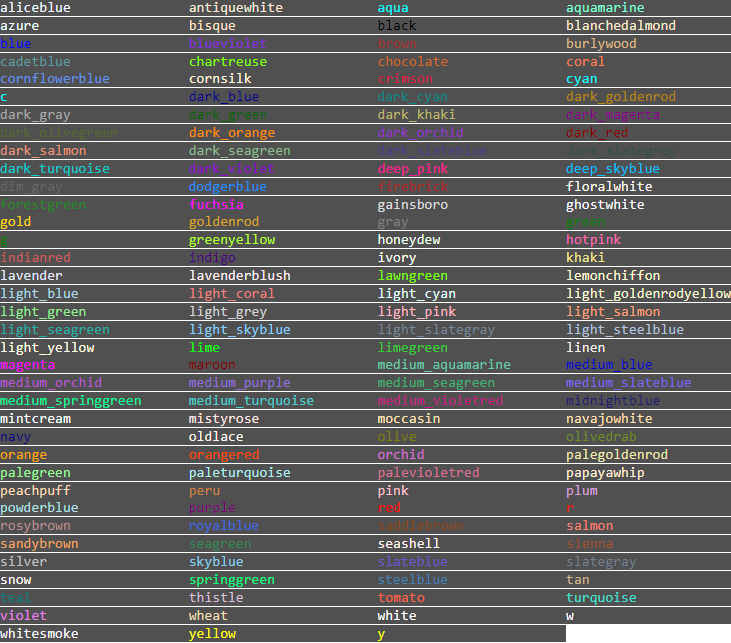 aliceblue antiquewhite aqua aquamarine
azure bisque black blanchedalmond
blue blueviolet brown burlywood
cadetblue chartreuse chocolate coral
cornflowerblue cornsilk crimson cyan
c dark_blue dark_cyan dark_goldenrod
dark_gray dark_green dark_khaki dark_magenta
dark_olivegreen dark_orange dark_orchid dark_red
dark_salmon dark_seagreen dark_slateblue dark_slategray
dark_turquoise dark_violet deep_pink deep_skyblue
dim_gray dodgerblue firebrick floralwhite
forestgreen fuchsia gainsboro ghostwhite
gold goldenrod gray green
g greenyellow honeydew hotpink
indianred indigo ivory khaki
lavender lavenderblush lawngreen lemonchiffon
light_blue light_coral light_cyan light_goldenrodyellow
light_green light_grey light_pink light_salmon
light_seagreen light_skyblue light_slategray light_steelblue
light_yellow lime limegreen linen
magenta maroon medium_aquamarine medium_blue
medium_orchid medium_purple medium_seagreen medium_slateblue
medium_springgreen medium_turquoise medium_violetred midnightblue
mintcream mistyrose moccasin navajowhite
navy oldlace olive olivedrab
orange orangered orchid palegoldenrod
palegreen paleturquoise palevioletred papayawhip
peachpuff peru pink plum
powderblue purple red r
rosybrown royalblue saddlebrown salmon
sandybrown seagreen seashell sienna
silver skyblue slateblue slategray
snow springgreen steelblue tan
teal thistle tomato turquoise
violet wheat white w
whitesmoke yellow y